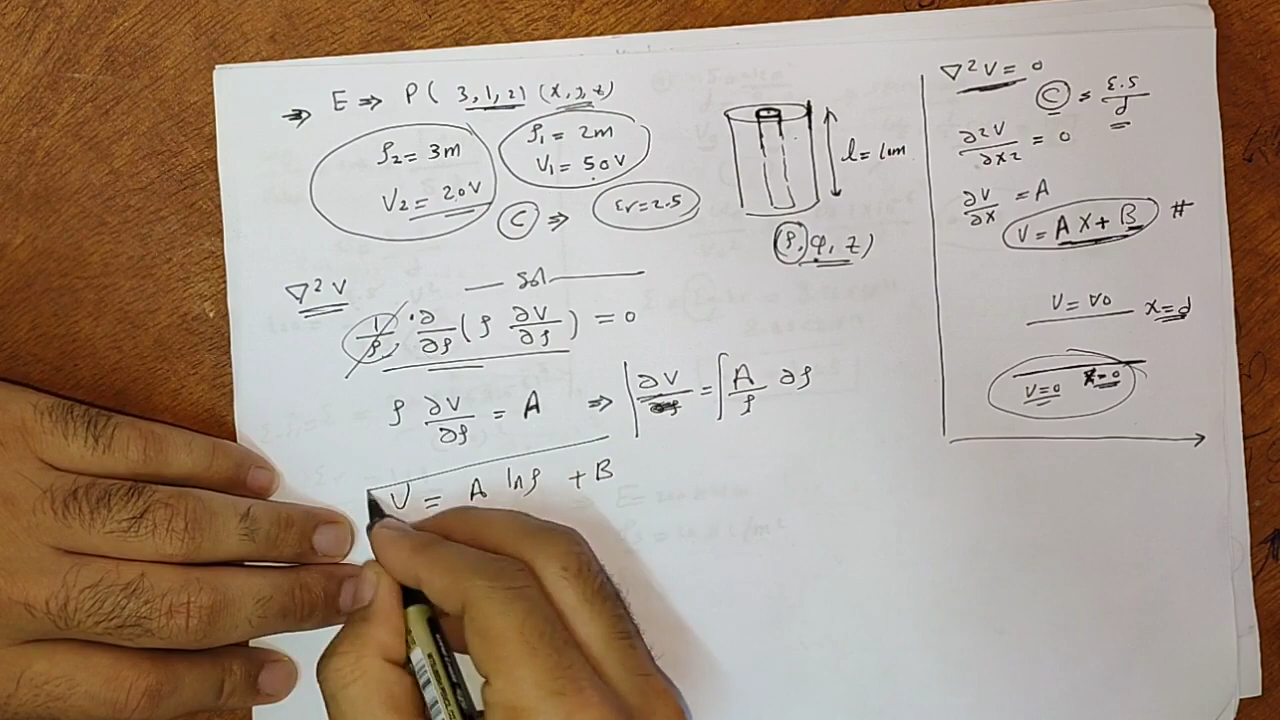 ⇒ E ⇒ P( 3,1,2) (x,y,z)
ρ₂ = 3m
V₂ = 20V
ρ₁ = 2m
V₁ = 50V
C ⇒ εr=2.5
l=10m
(ρ, φ, z)
— Sol —
∇²V
1/ρ · ∂/∂ρ (ρ ∂V/∂ρ) = 0
ρ ∂V/∂ρ = A ⇒ ∫ ∂V = ∫ A/ρ ∂ρ
V = A lnρ + B
∇²V = 0
C = ε.s/d
∂²V/∂x² = 0
∂V/∂x = A
V = AX+B #
V = V0 x=d
V=0 x=0